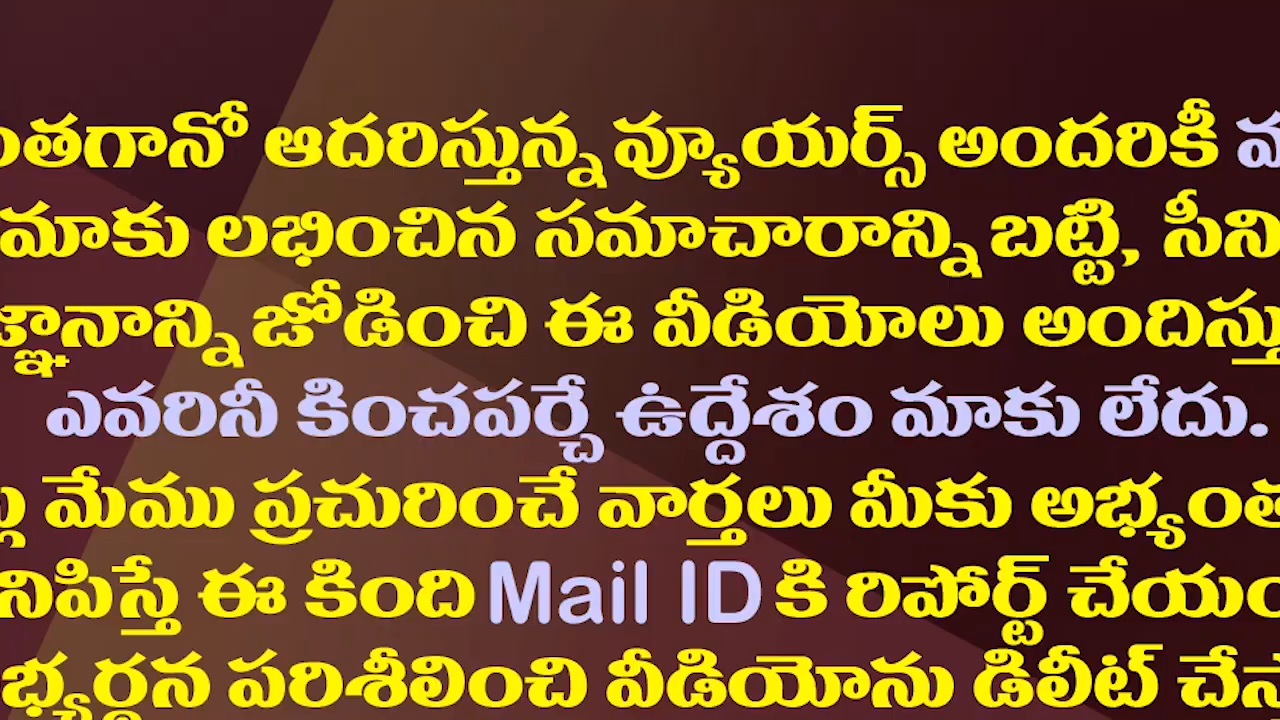 ంతగానో ఆదరిస్తున్న వ్యూయర్స్ అందరికీ
మాకు లభించిన సమాచారాన్ని బట్టి, సీని
జ్ఞానాన్ని జోడించి ఈ వీడియోలు అందిస్తు
ఎవరినీ కించపర్చే ఉద్దేశం మాకు లేదు.
మేము ప్రచురించే వార్తలు మీకు అభ్యంత
నిపిస్తే ఈ కింది Mail ID కి రిపోర్ట్ చేయం
భ్యర్థన పరిశీలించి వీడియోను డిలీట్ చేస